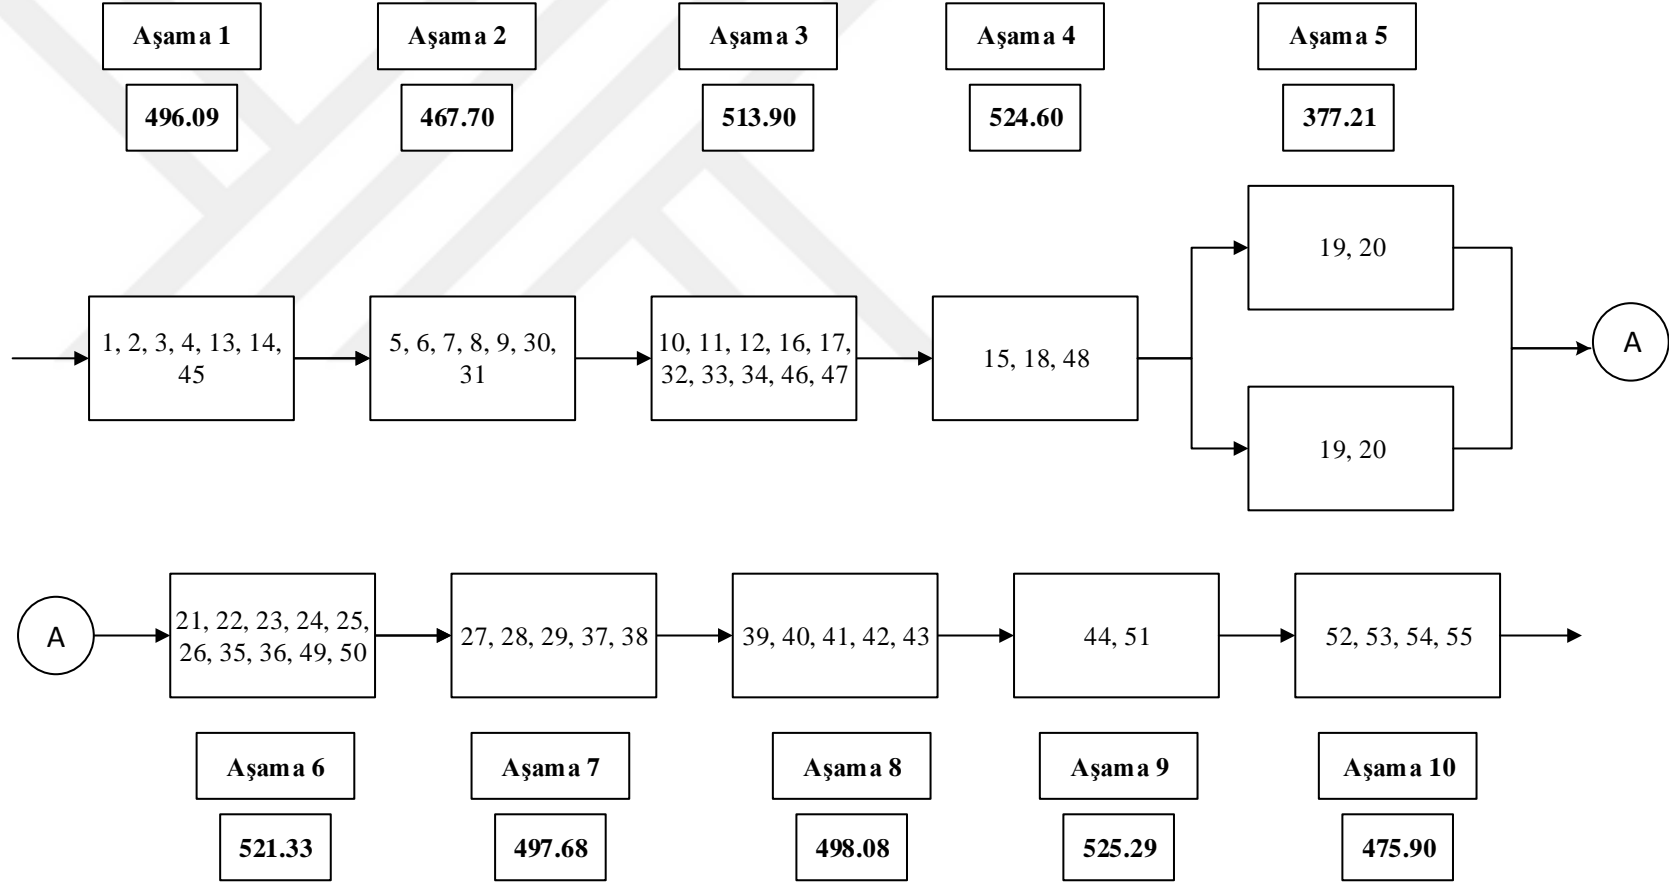 Aşama 1
Aşama 2
Aşama 3
Aşama 4
Aşama 5
496.09
467.70
513.90
524.60
377.21
19, 20
1, 2, 3, 4, 13, 14,
45
5, 6, 7, 8, 9, 30,
31
10, 11, 12, 16, 17,
32, 33, 34, 46, 47
15, 18, 48
A
19, 20
A
21, 22, 23, 24, 25,
26, 35, 36, 49, 50
27, 28, 29, 37, 38
39, 40, 41, 42, 43
44, 51
52, 53, 54, 55
Aşama 6
Aşama 7
Aşama 8
Aşama 9
Aşama 10
521.33
497.68
498.08
525.29
475.90